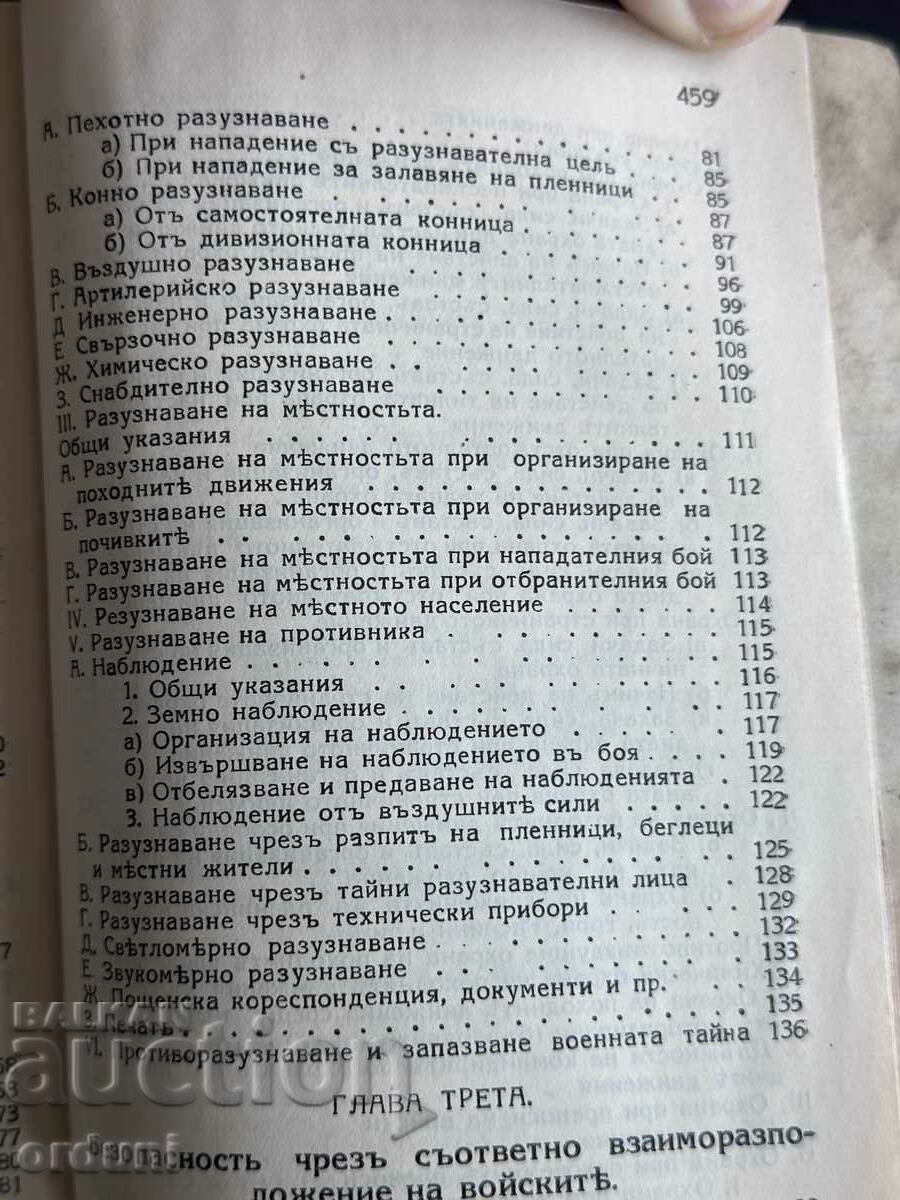 459
А. Пехотно разузнаване . . . . . . . . . . . 81
а) При нападение съ разузнавателна цель . . . 85
б) При нападение за залавяне на пленници . . 85
Б. Конно разузнаване . . . . . . . . . . . 87
а) Отъ самостоятелната конница . . . . . . 87
б) Отъ дивизионната конница . . . . . . . 91
В. Въздушно разузнаване . . . . . . . . . 96
Г. Артилерийско разузнаване . . . . . . . 99
Д Инженерно разузнаване . . . . . . . . . 106
Е Свързочно разузнаване . . . . . . . . . 108
Ж. Химическо разузнаване . . . . . . . . . 109
З. Снабдително разузнаване . . . . . . . . 110
III. Разузнаване на мѣстностьта.
Общи указания . . . . . . . . . . . . . 111
А. Разузнаване на мѣстностьта при организиране на
походнитѣ движения . . . . . . . . . . . 112
Б. Разузнаване на мѣстностьта при организиране на
почивкитѣ . . . . . . . . . . . . . . . 112
В. Разузнаване на мѣстностьта при нападателния бой 113
Г. Разузнаване на мѣстностьта при отбранителния бой 113
IV. Резузнаване на мѣстното население . . . . . 114
V. Разузнаване на противника . . . . . . . . 115
А. Наблюдение . . . . . . . . . . . . . . 115
1. Общи указания . . . . . . . . . . . . 116
2. Земно наблюдение . . . . . . . . . . . 117
а) Организация на наблюдението . . . . . 117
б) Извършване на наблюдението въ боя . . . 119
в) Отбелязване и предаване на наблюденията . 122
3. Наблюдение отъ въздушнитѣ сили . . . . . 122
Б. Разузнаване чрезъ разпитъ на пленници, беглеци
и мѣстни жители . . . . . . . . . . . . 125
В. Разузнаване чрезъ тайни разузнавателни лица . 128
Г. Разузнаване чрезъ технически прибори . . . . 129
Д. Свѣтломѣрно разузнаване . . . . . . . . . 132
Е. Звукомѣрно разузнаване . . . . . . . . . 133
Ж. Пощенска кореспонденция, документи и пр. . . . 134
З. Печать . . . . . . . . . . . . . . . . 135
VI. Противоразузнаване и запазване военната тайна 136
ГЛАВА ТРЕТА.
Безопасность чрезъ съответно взаиморазпо-
ложение на войскитѣ.
BALKAN
auction
orduni